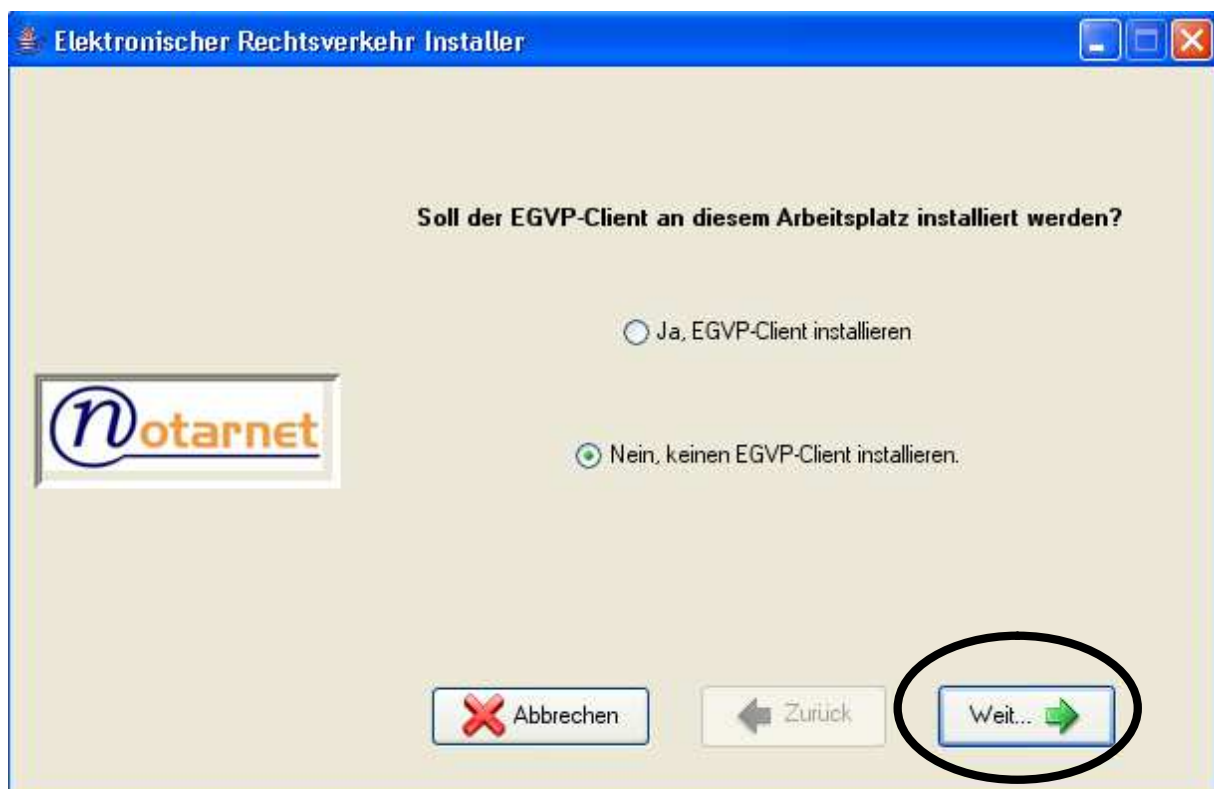 Elektronischer Rechtsverkehr Installer
Soll der EGVP-Client an diesem Arbeitsplatz installiert werden?
Ja, EGVP-Client installieren
notarnet
Nein, keinen EGVP-Client installieren.
Abbrechen
Zurück
Weit...